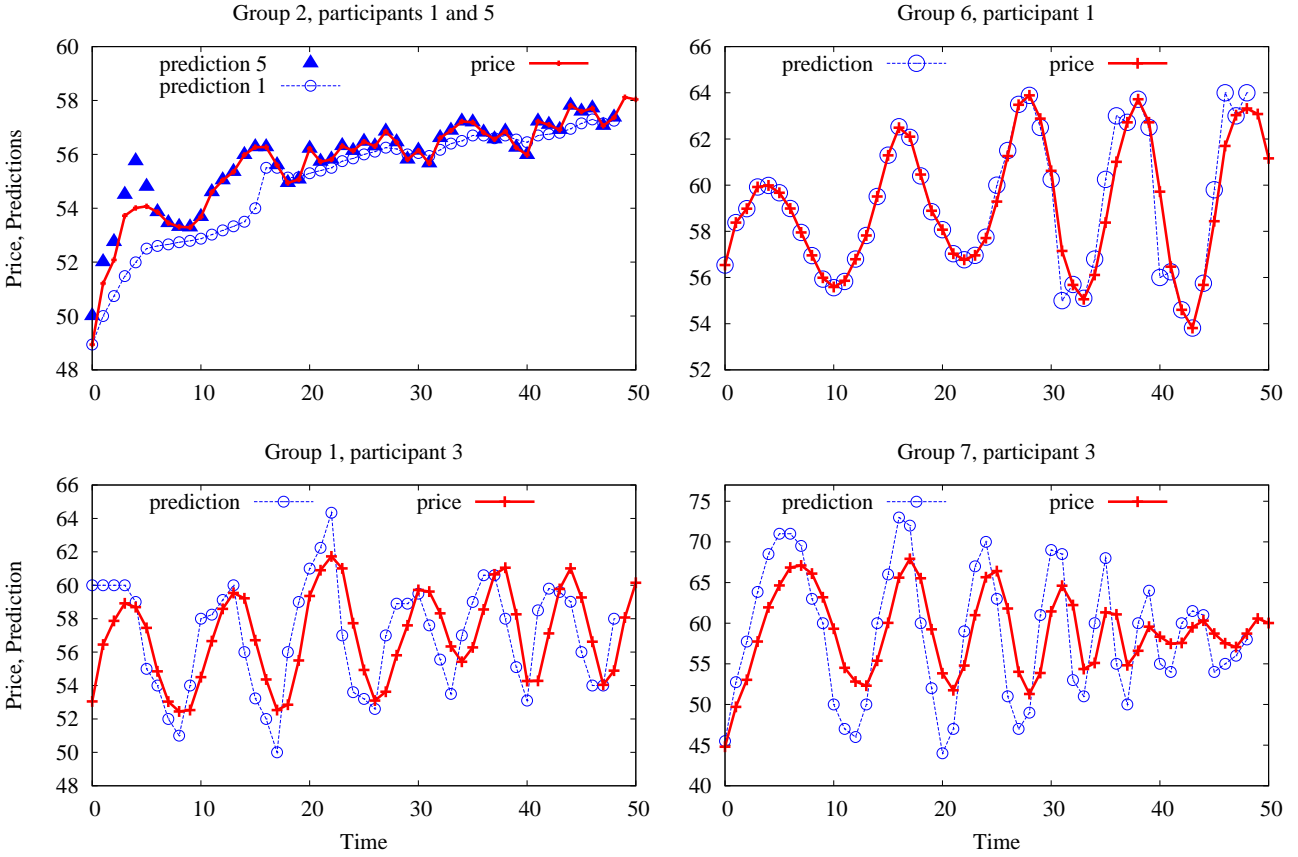 Group 2, participants 1 and 5
Price, Predictions
60
58
56
54
52
50
48
prediction 5
prediction 1
price
0 10 20 30 40 50
Group 6, participant 1
66
64
62
60
58
56
54
52
prediction
price
0 10 20 30 40 50
Group 1, participant 3
Price, Prediction
66
64
62
60
58
56
54
52
50
48
prediction
price
0 10 20 30 40 50
Time
Group 7, participant 3
75
70
65
60
55
50
45
40
prediction
price
0 10 20 30 40 50
Time